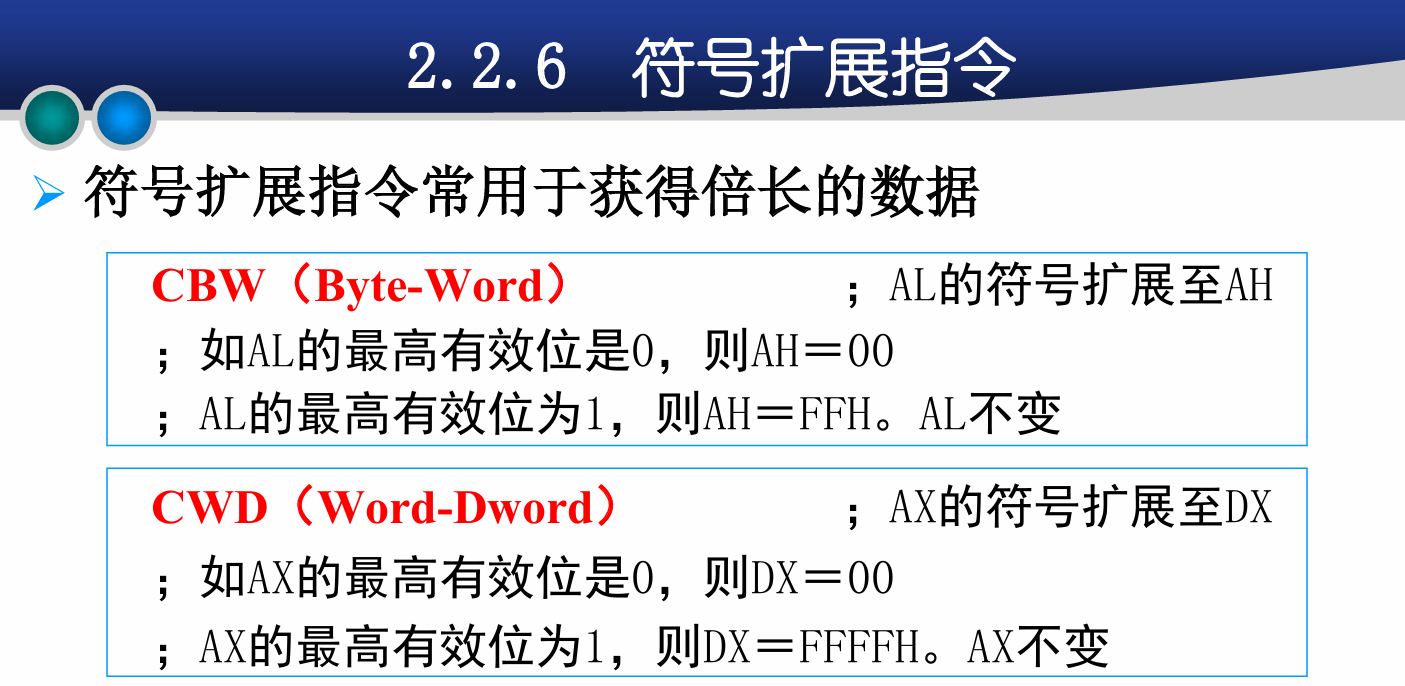 2.2.6 符号扩展指令
符号扩展指令常用于获得倍长的数据
CBW（Byte-Word） ；AL的符号扩展至AH
；如AL的最高有效位是0，则AH＝00
；AL的最高有效位为1，则AH＝FFH。AL不变
CWD（Word-Dword） ；AX的符号扩展至DX
；如AX的最高有效位是0，则DX＝00
；AX的最高有效位为1，则DX＝FFFFH。AX不变